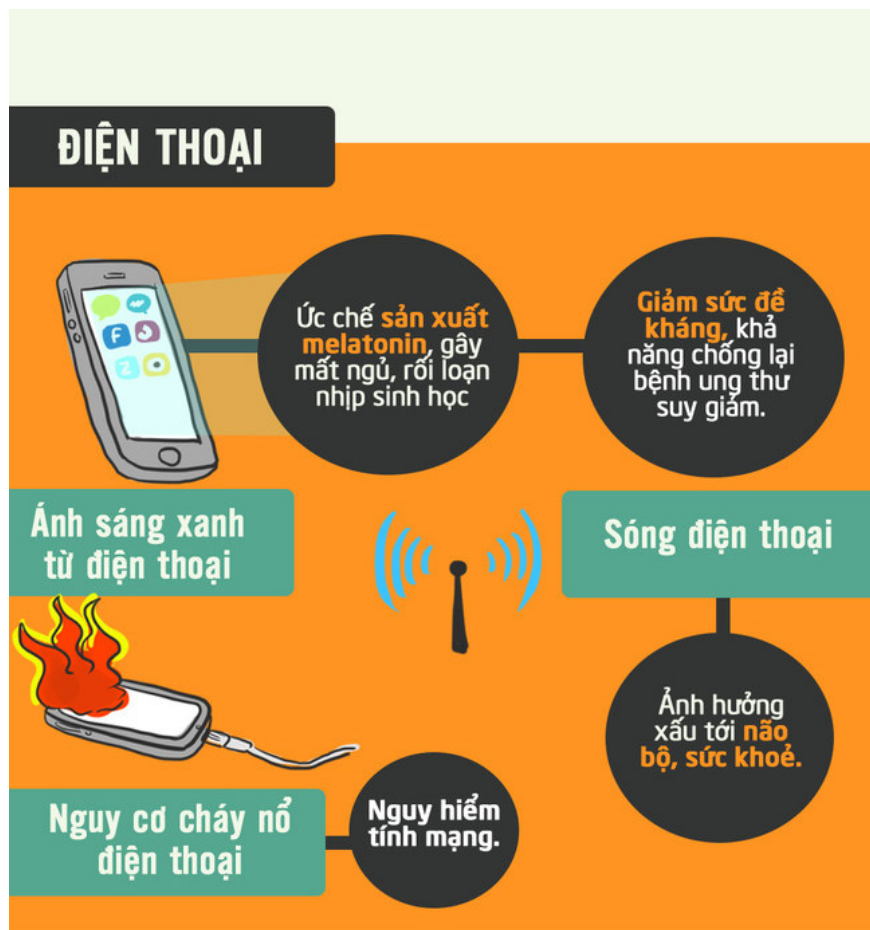 ĐIỆN THOẠI
Ức chế sản xuất
melatonin, gây
mất ngủ, rối loạn
nhịp sinh học
Giảm sức đề
kháng, khả
năng chống lại
bệnh ung thư
suy giảm.
F
Z
Ánh sáng xanh
từ điện thoại
Sóng điện thoại
Ảnh hưởng
xấu tới não
bộ, sức khoẻ.
Nguy cơ cháy nổ
điện thoại
Nguy hiểm
tính mạng.